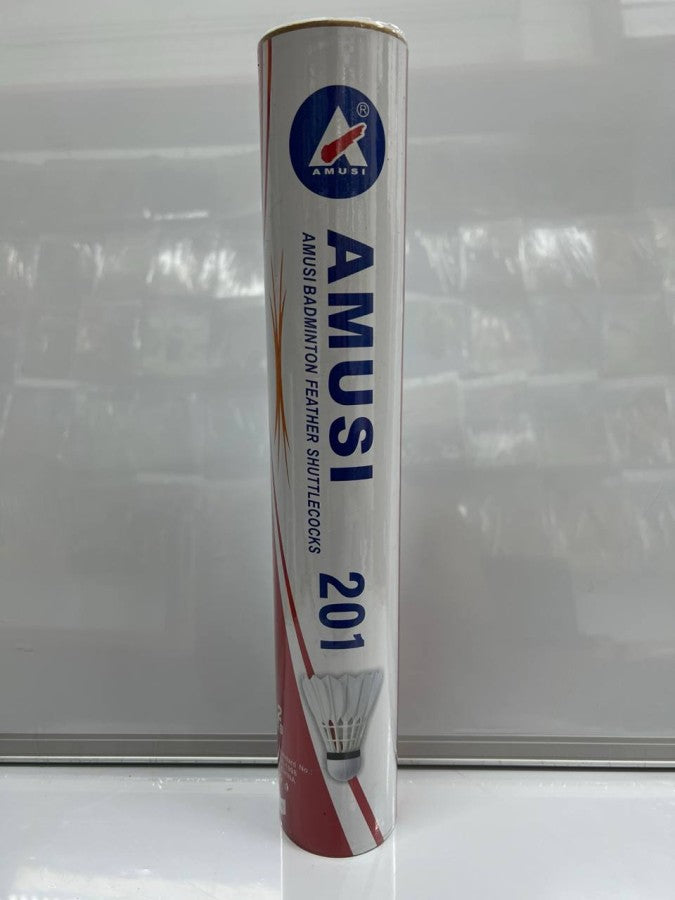 ®
AMUSI
AMUSI
AMUSI BADMINTON FEATHER SHUTTLECOCKS
201